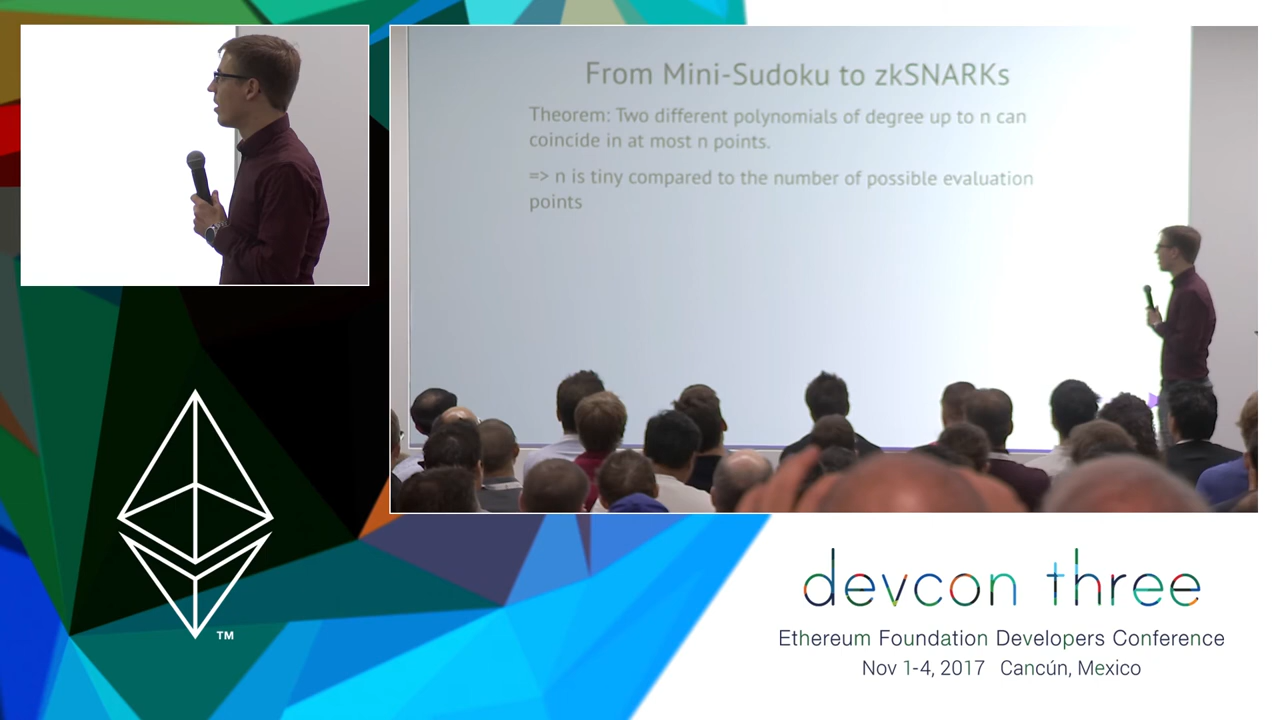 From Mini-Sudoku to zkSNARKs
Theorem: Two different polynomials of degree up to n can
coincide in at most n points.
=> n is tiny compared to the number of possible evaluation
points
TM
devcon three
Ethereum Foundation Developers Conference
Nov 1-4, 2017 Cancún, Mexico